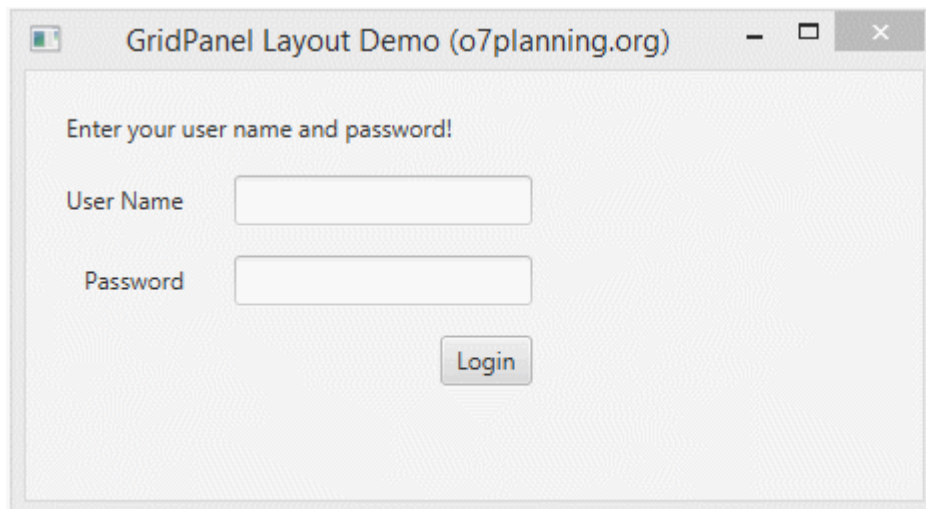 GridPanel Layout Demo (o7planning.org)
Enter your user name and password!
User Name
Password
Login